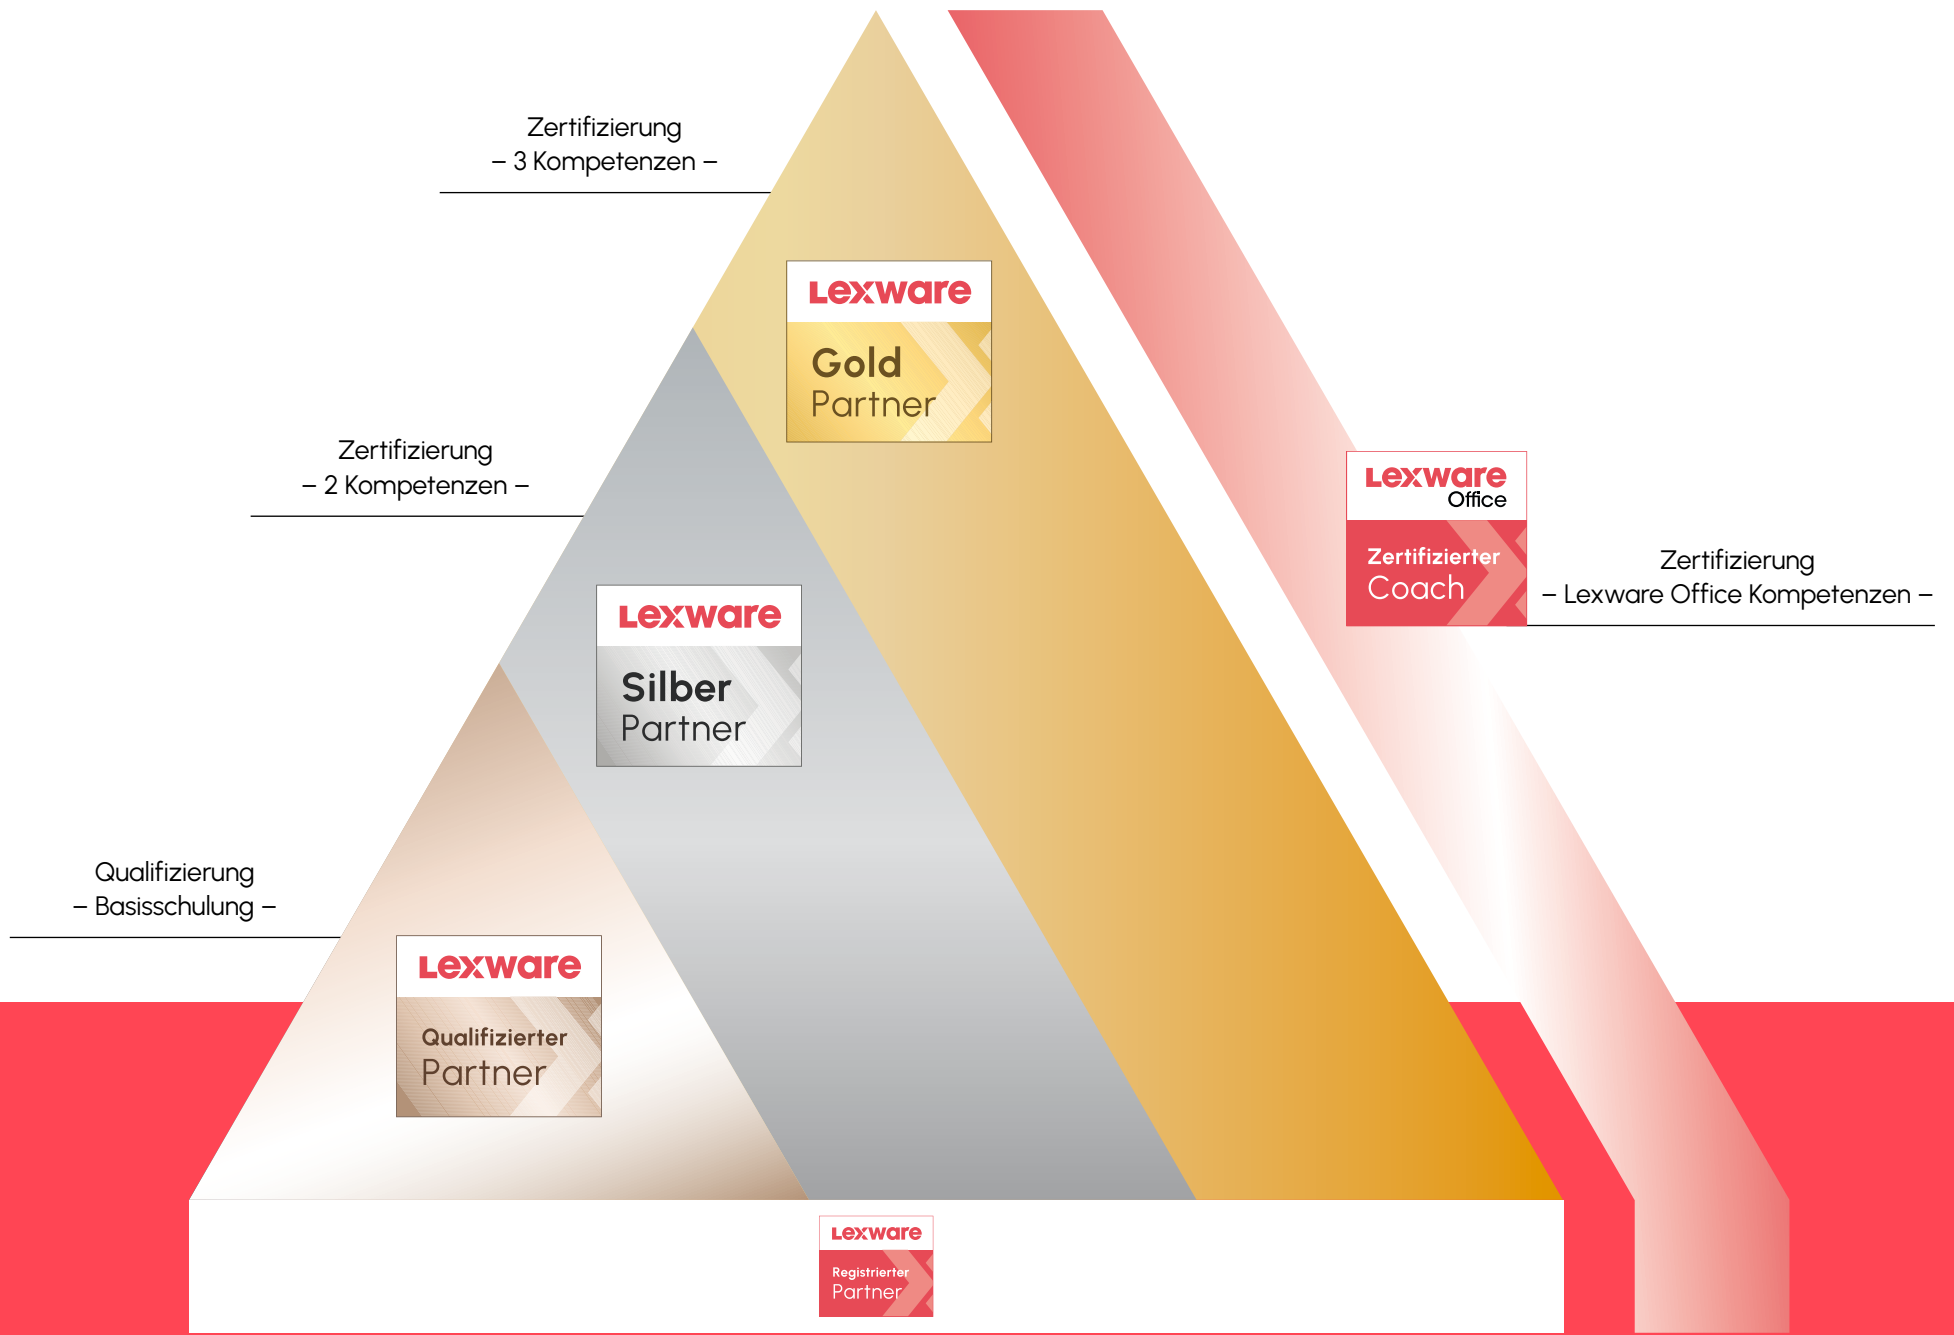 Zertifizierung
– 3 Kompetenzen –
Lexware
Gold
Partner
Zertifizierung
– 2 Kompetenzen –
Lexware
Office
Zertifizierter
Coach
Zertifizierung
– Lexware Office Kompetenzen –
Lexware
Silber
Partner
Qualifizierung
– Basisschulung –
Lexware
Qualifizierter
Partner
Lexware
Registrierter
Partner